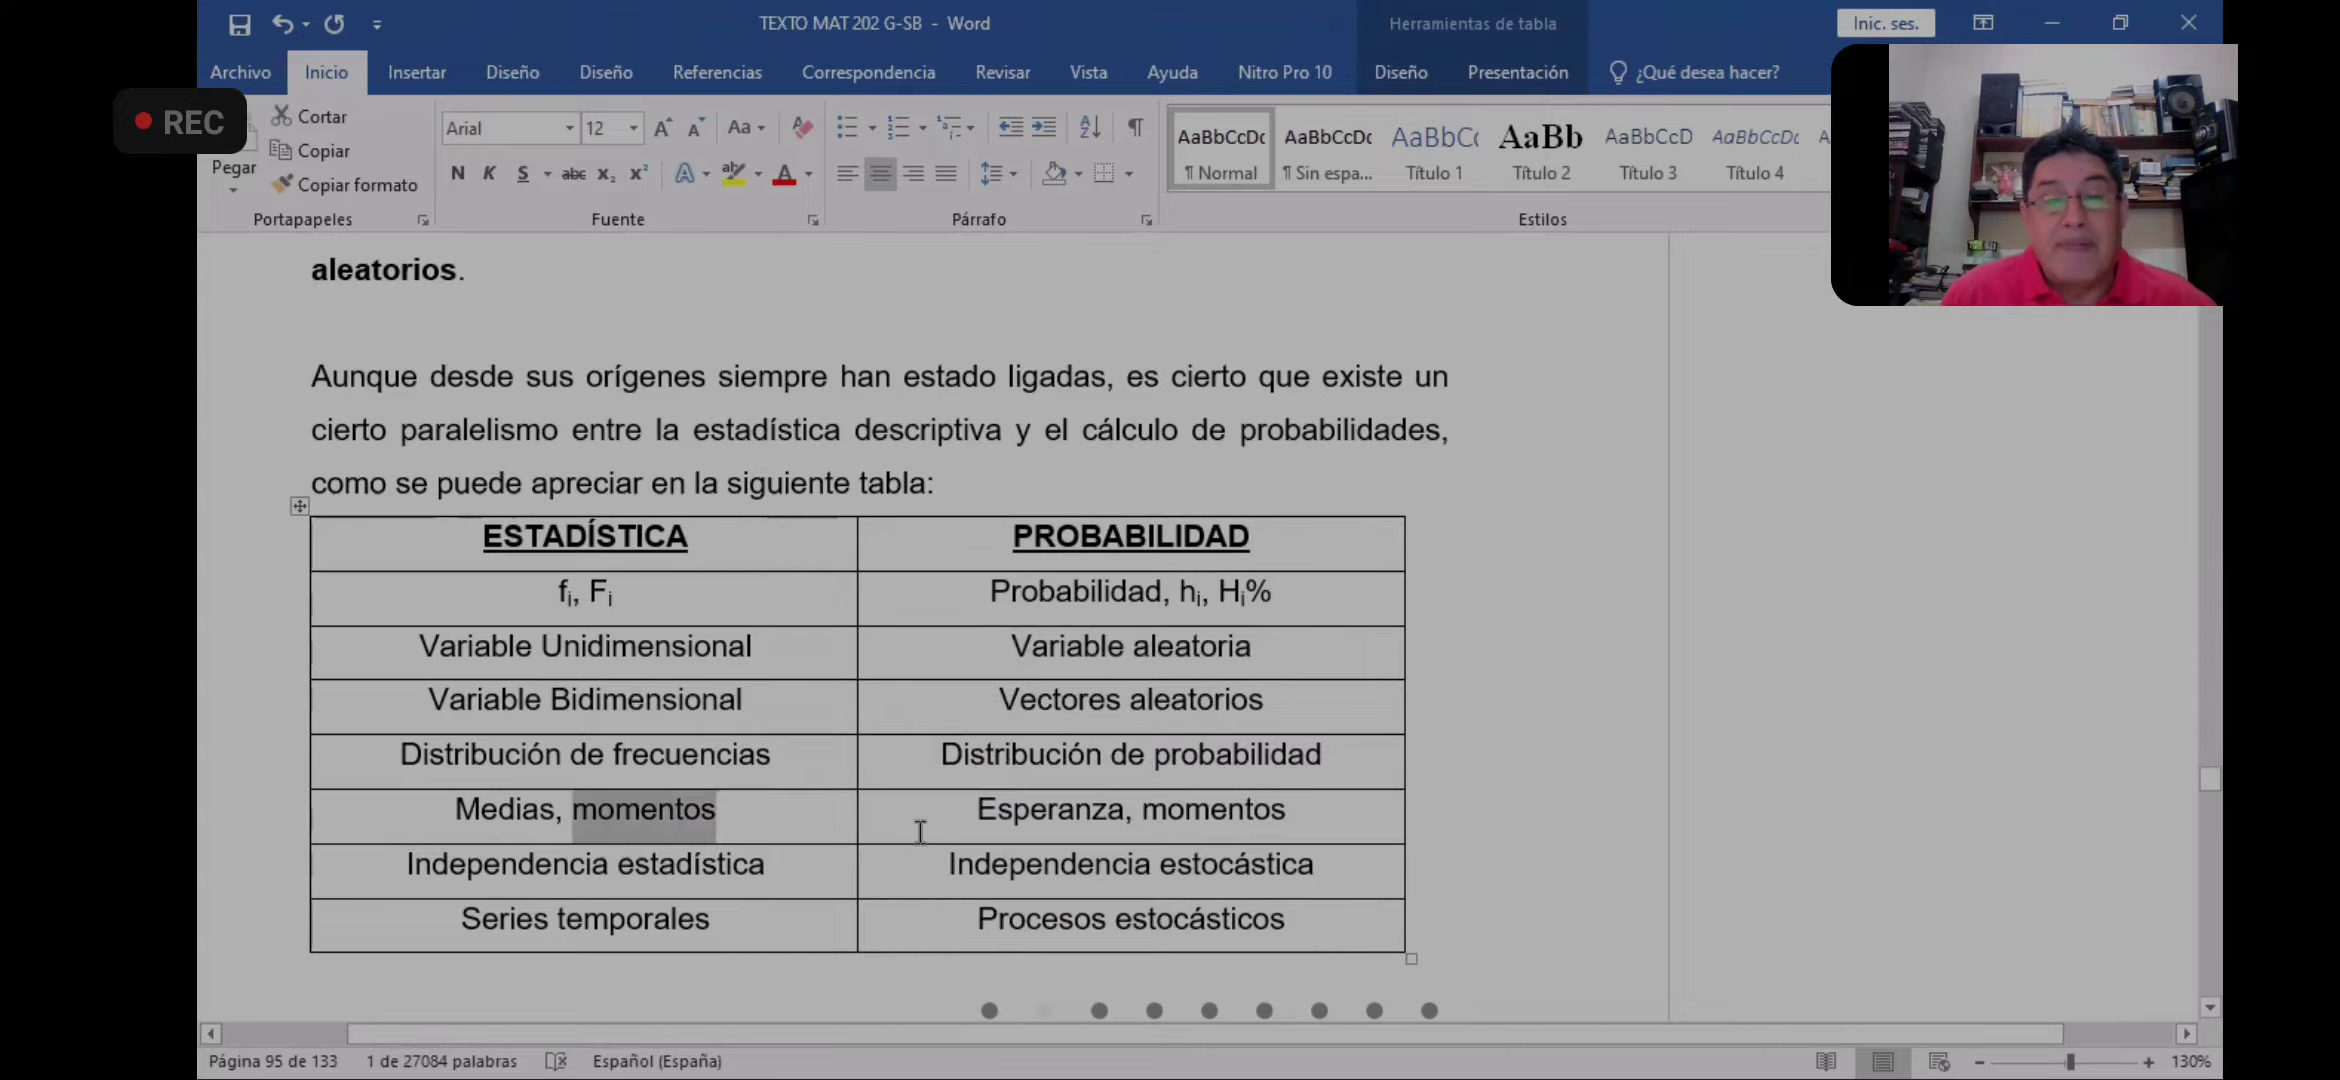 TEXTO MAT 202 G-SB - Word
Herramientas de tabla
Inic. ses.
Archivo Inicio Insertar Diseño Diseño Referencias Correspondencia Revisar Vista Ayuda Nitro Pro 10 Diseño Presentación ¿Qué desea hacer?
REC
Pegar
Cortar
Copiar
Copiar formato
Portapapeles
Arial 12
Aa
N K S abc x₂ x²
Fuente
Párrafo
AaBbCcDc AaBbCcDc AaBbC( AaBb AaBbCcD AaBbCcDc
¶ Normal ¶ Sin espa... Título 1 Título 2 Título 3 Título 4
Estilos
aleatorios.
Aunque desde sus orígenes siempre han estado ligadas, es cierto que existe un
cierto paralelismo entre la estadística descriptiva y el cálculo de probabilidades,
como se puede apreciar en la siguiente tabla:
ESTADÍSTICA PROBABILIDAD
fᵢ, Fᵢ Probabilidad, hᵢ, Hᵢ%
Variable Unidimensional Variable aleatoria
Variable Bidimensional Vectores aleatorios
Distribución de frecuencias Distribución de probabilidad
Medias, momentos Esperanza, momentos
Independencia estadística Independencia estocástica
Series temporales Procesos estocásticos
Página 95 de 133 1 de 27084 palabras Español (España) 130%